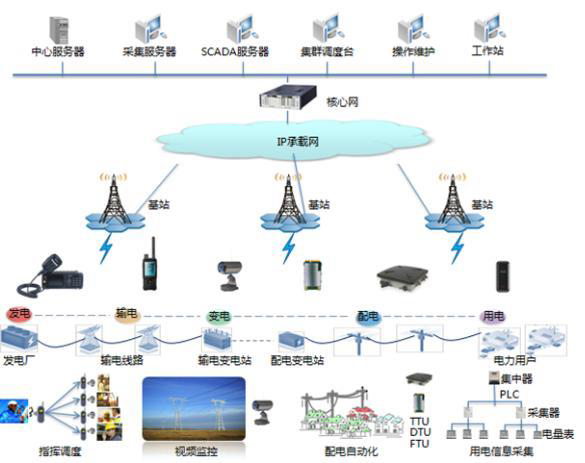 中心服务器
采集服务器
SCADA服务器
集群调度台
操作维护
工作站
核心网
IP承载网
基站
基站
基站
发电
输电
变电
配电
用电
发电厂
输电线路
输电变电站
配电变电站
电力用户
集中器
PLC
采集器
电量表
TTU
DTU
FTU
指挥调度
视频监控
配电自动化
用电信息采集